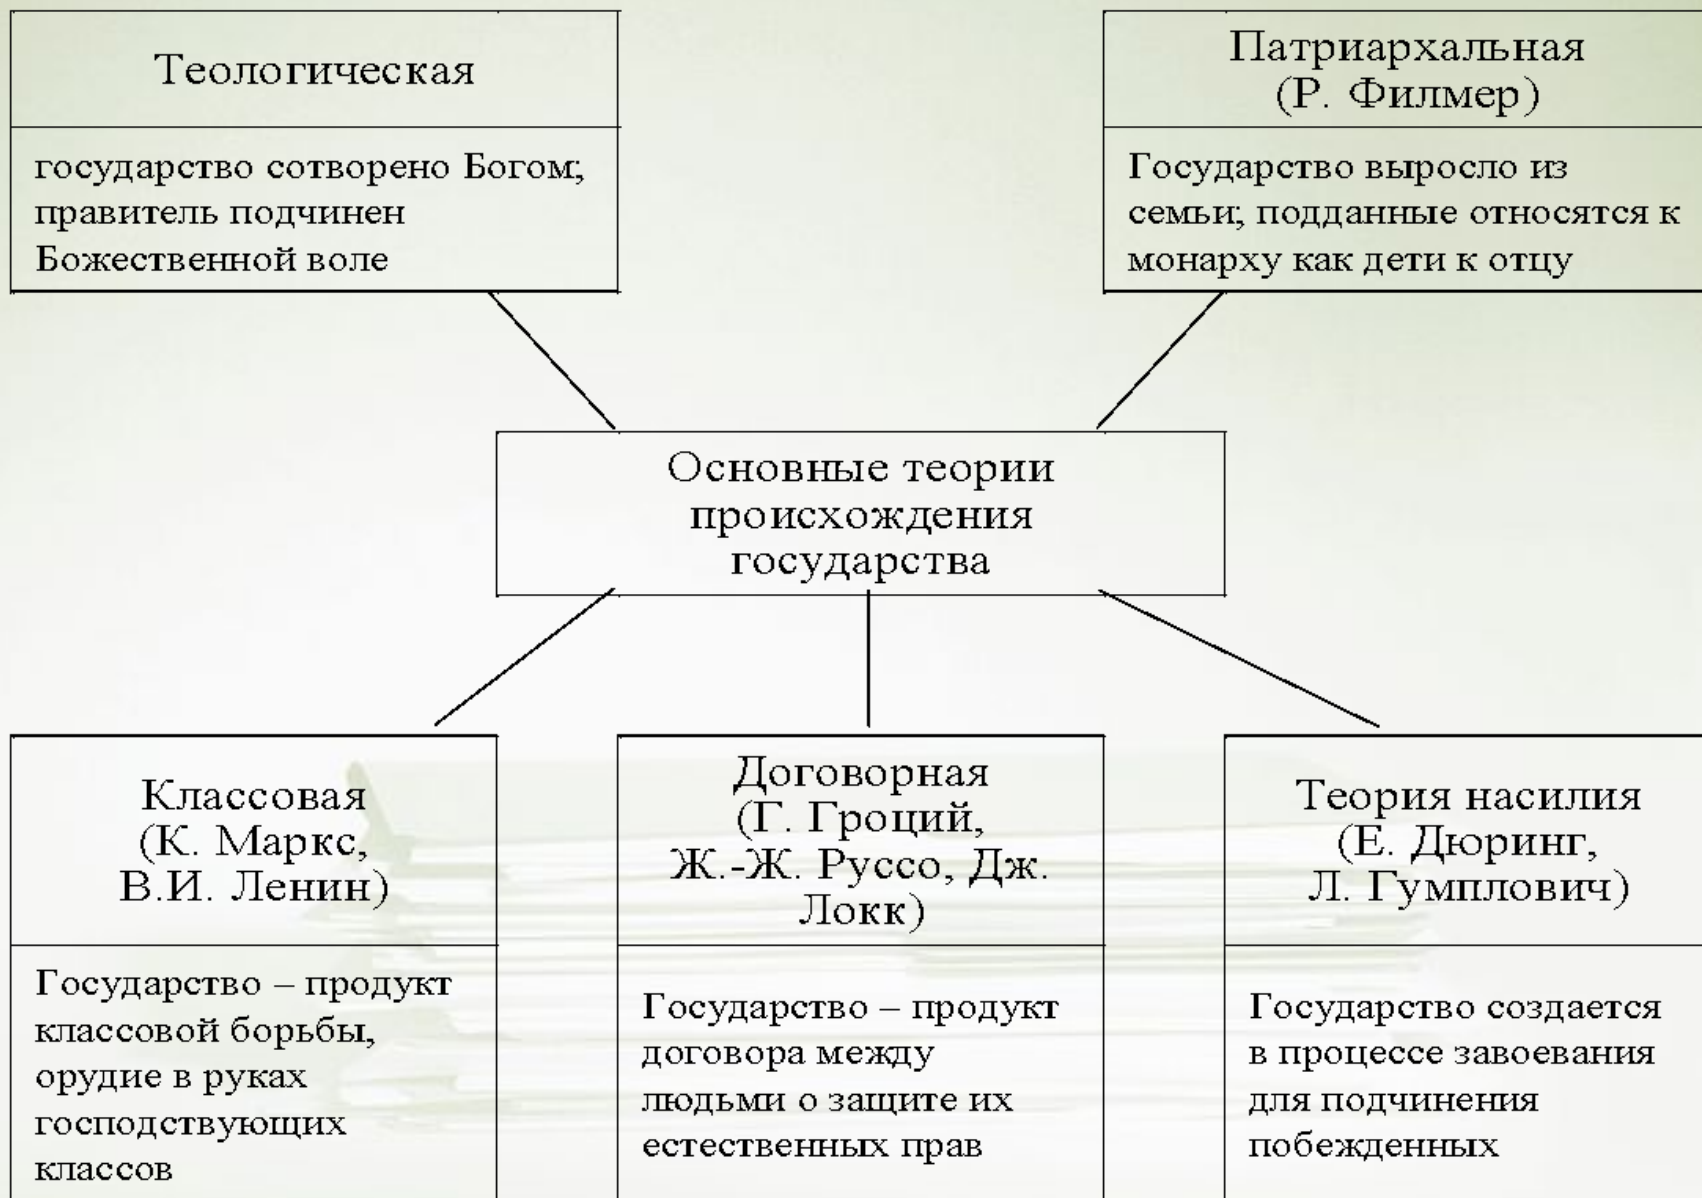 Теологическая
государство сотворено Богом;
правитель подчинен
Божественной воле
Патриархальная
(Р. Филмер)
Государство выросло из
семьи; подданные относятся к
монарху как дети к отцу
Основные теории
происхождения
государства
Классовая
(К. Маркс,
В.И. Ленин)
Государство – продукт
классовой борьбы,
орудие в руках
господствующих
классов
Договорная
(Г. Гроций,
Ж.-Ж. Руссо, Дж.
Локк)
Государство – продукт
договора между
людьми о защите их
естественных прав
Теория насилия
(Е. Дюринг,
Л. Гумплович)
Государство создается
в процессе завоевания
для подчинения
побежденных